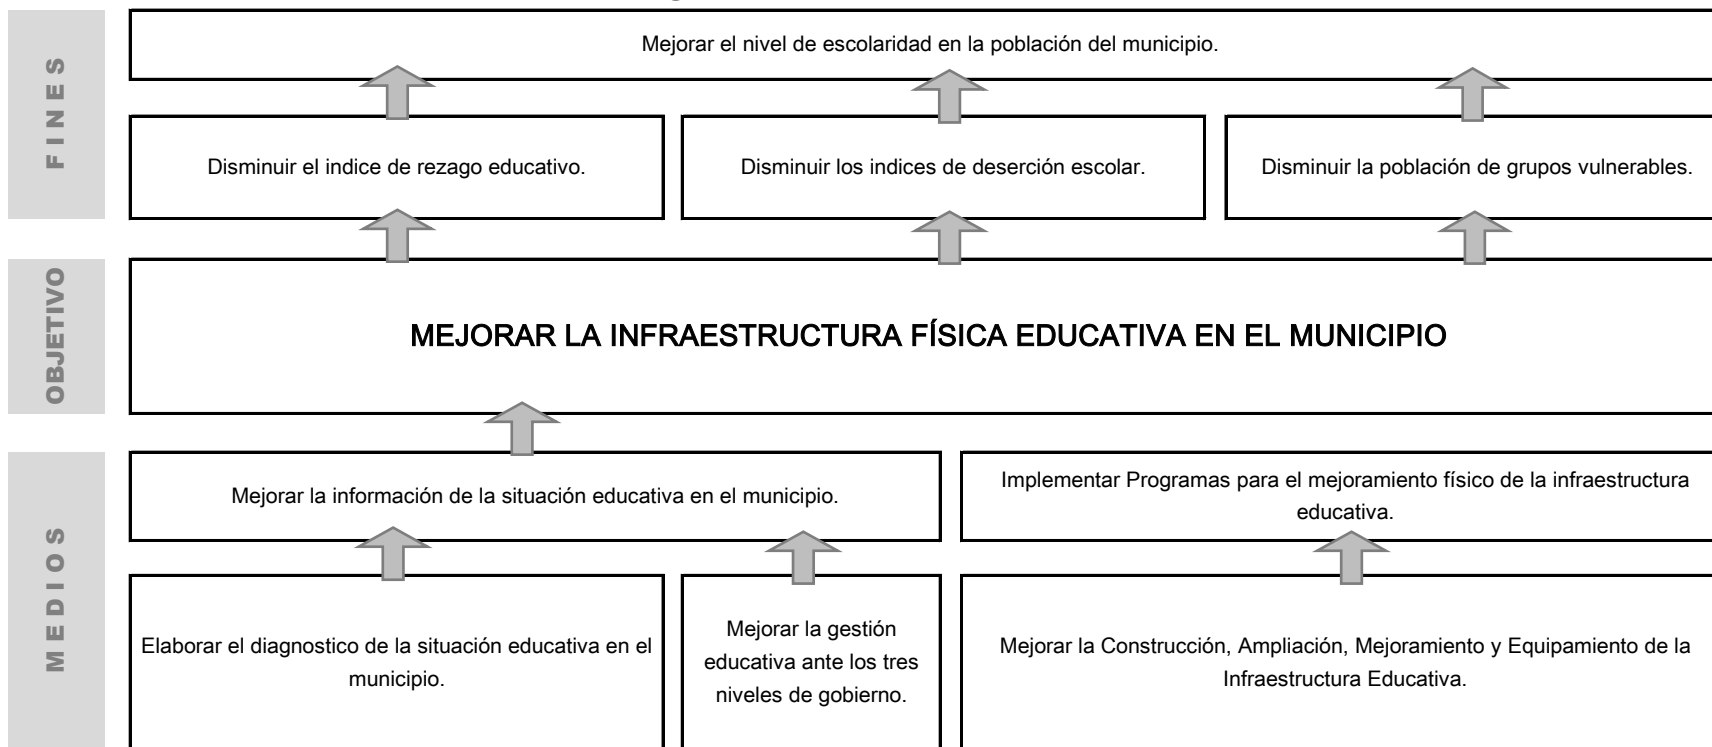 FINES
Mejorar el nivel de escolaridad en la población del municipio.
Disminuir el indice de rezago educativo.
Disminuir los indices de deserción escolar.
Disminuir la población de grupos vulnerables.
OBJETIVO
MEJORAR LA INFRAESTRUCTURA FÍSICA EDUCATIVA EN EL MUNICIPIO
MEDIOS
Mejorar la información de la situación educativa en el municipio.
Implementar Programas para el mejoramiento físico de la infraestructura
educativa.
Elaborar el diagnostico de la situación educativa en el
municipio.
Mejorar la gestión
educativa ante los tres
niveles de gobierno.
Mejorar la Construcción, Ampliación, Mejoramiento y Equipamiento de la
Infraestructura Educativa.